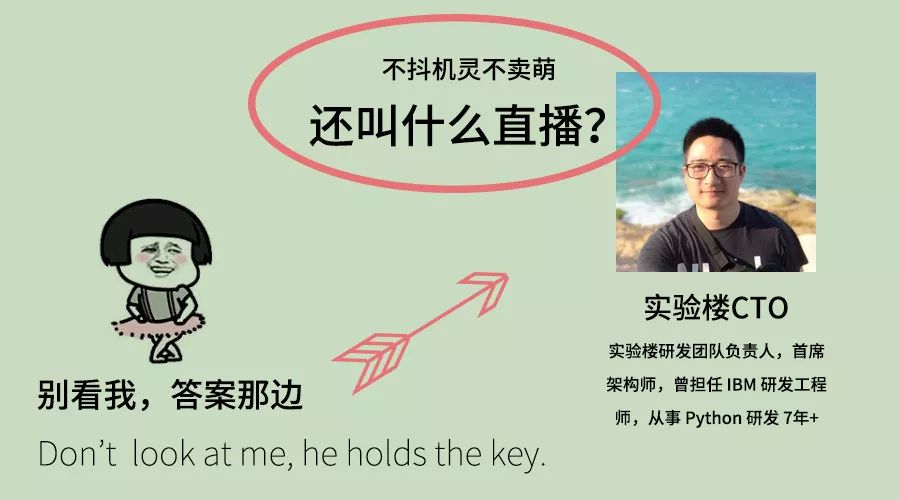 不抖机灵不卖萌
还叫什么直播？
实验楼CTO
实验楼研发团队负责人，首席
架构师，曾担任 IBM 研发工程
师，从事 Python 研发 7年+
别看我，答案那边
Don’t look at me, he holds the key.